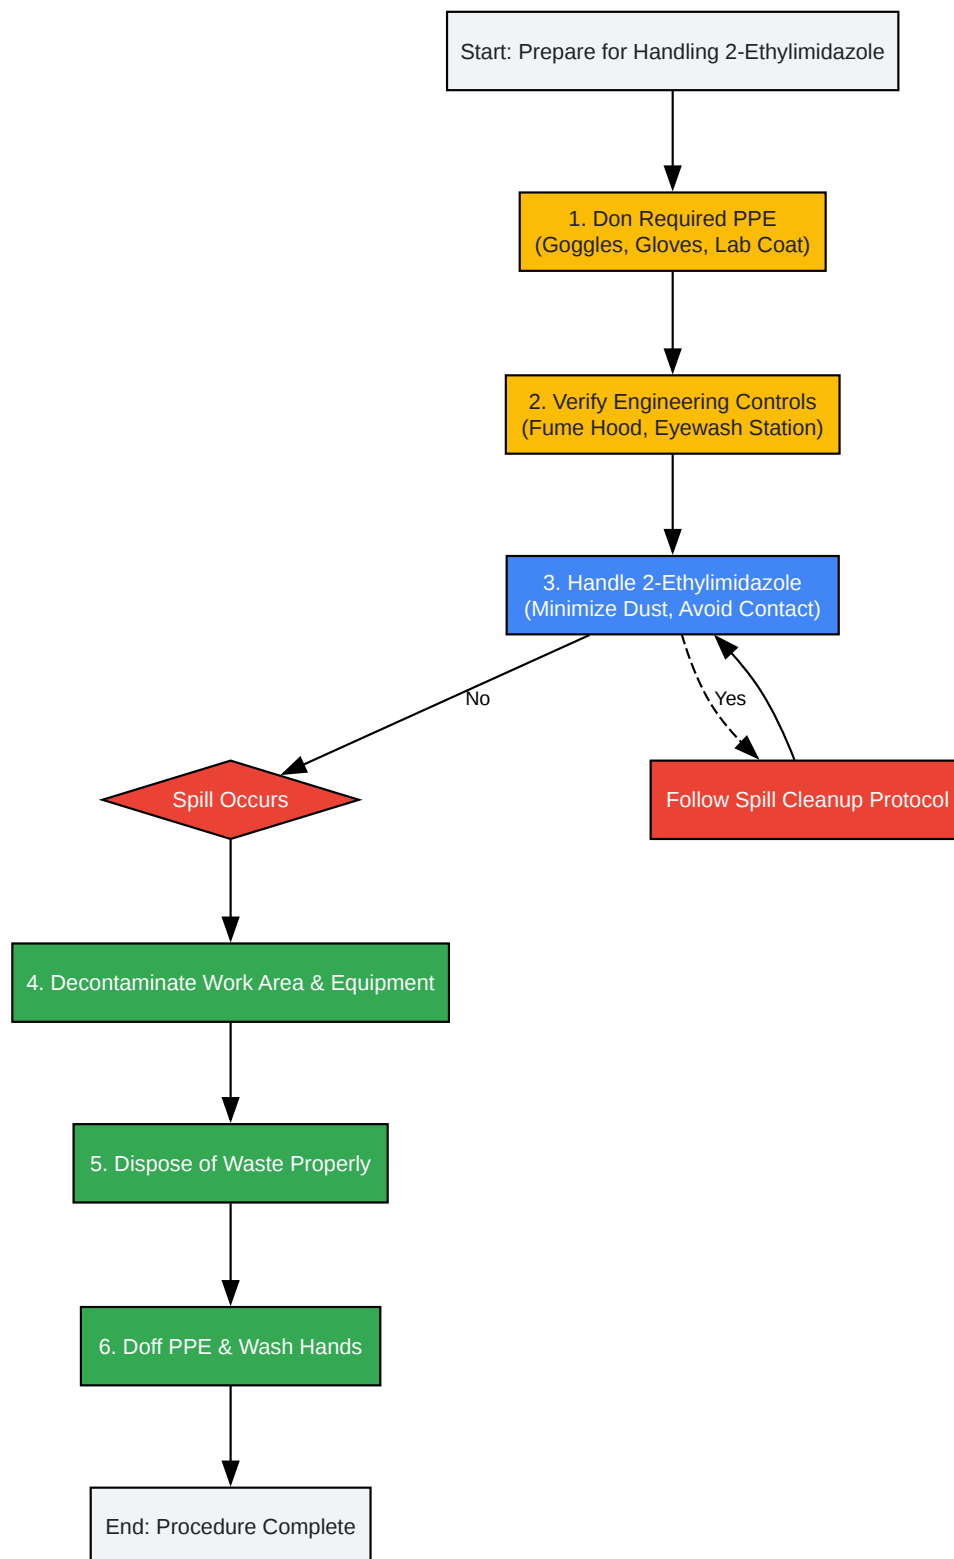 Start: Prepare for Handling 2-Ethylimidazole
1. Don Required PPE
(Goggles, Gloves, Lab Coat)
2. Verify Engineering Controls
(Fume Hood, Eyewash Station)
3. Handle 2-Ethylimidazole
(Minimize Dust, Avoid Contact)
No
Yes
Spill Occurs
Follow Spill Cleanup Protocol
4. Decontaminate Work Area & Equipment
5. Dispose of Waste Properly
6. Doff PPE & Wash Hands
End: Procedure Complete